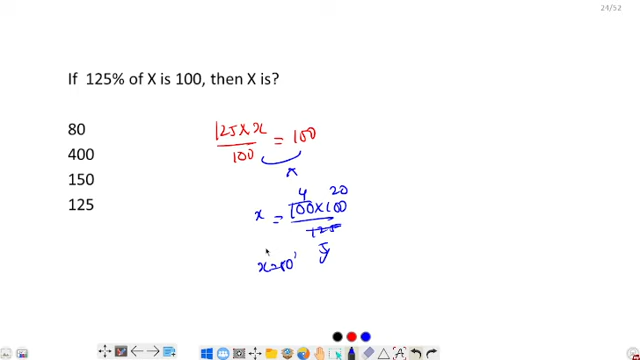 24/52
If 125% of X is 100, then X is?
80
400
150
125
125 × x
100
= 100
x
4 20
x = 100 × 100
125
5
x = 80